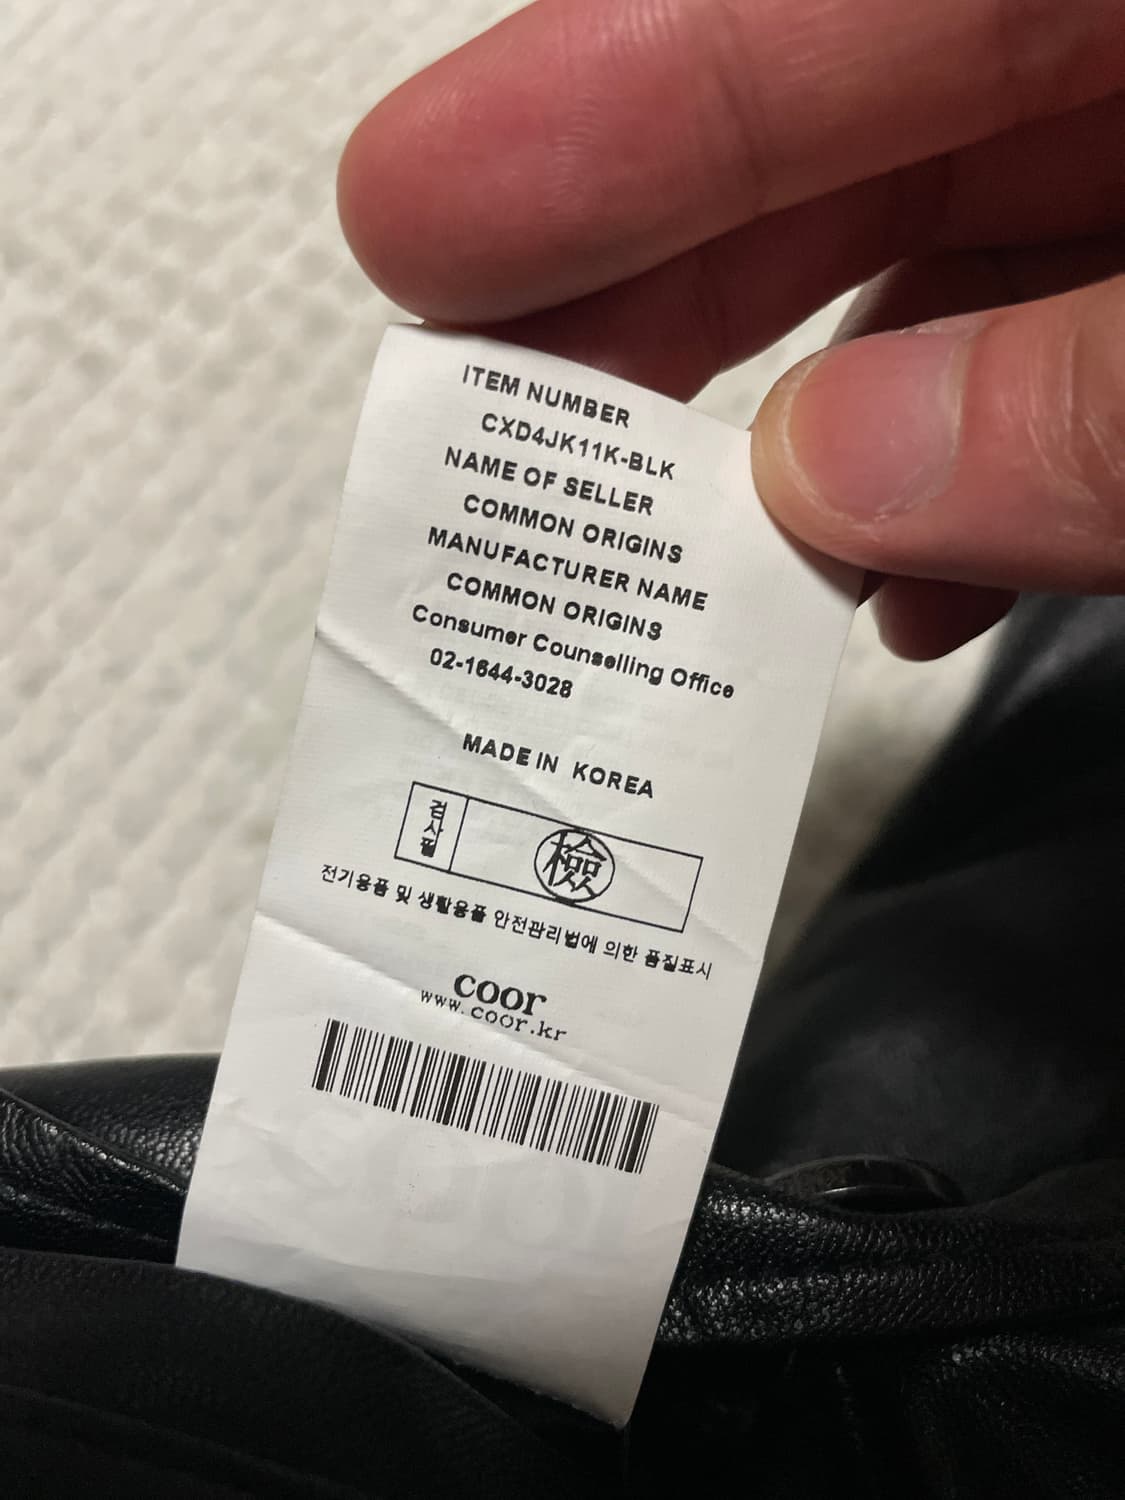 ITEM NUMBER
CXD4JK11K-BLK
NAME OF SELLER
COMMON ORIGINS
MANUFACTURER NAME
COMMON ORIGINS
Consumer Counselling Office
02-1644-3028
MADE IN KOREA
검사필
檢
전기용품 및 생활용품 안전관리법에 의한 품질표시
coor
www.coor.kr